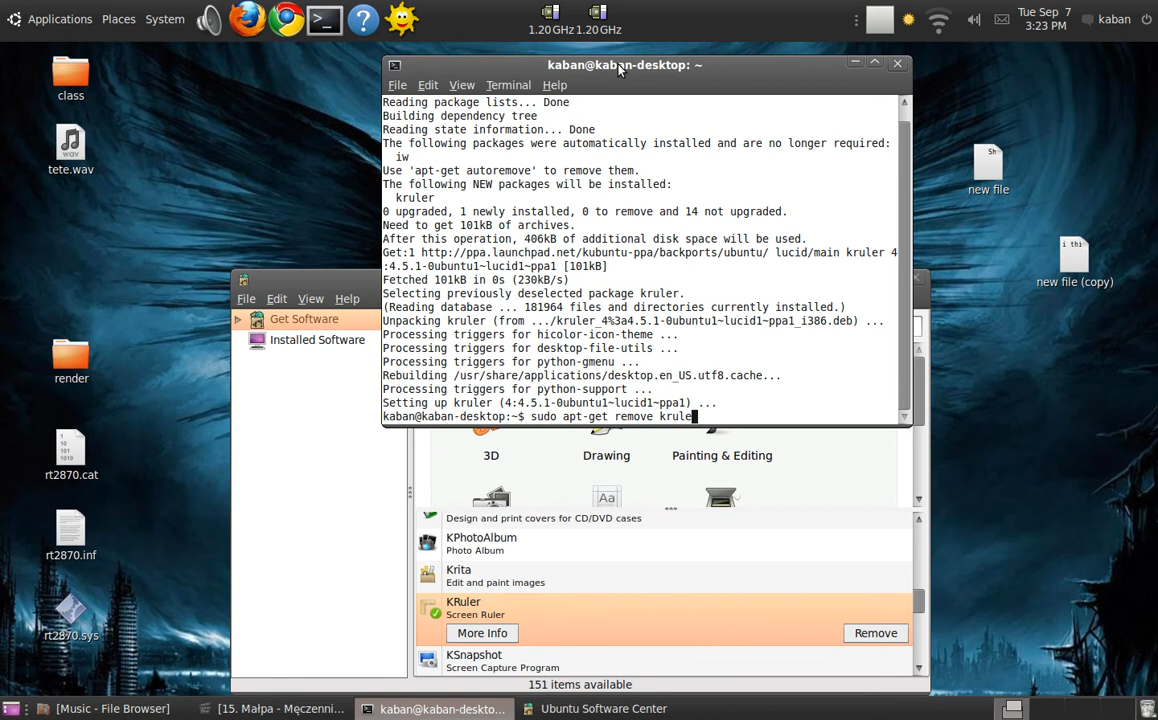 Applications Places System
1.20 GHz 1.20 GHz
Tue Sep 7
3:23 PM
kaban
class
wav
tete.wav
render
1
10
101
1010
rt2870.cat
rt2870.inf
rt2870.sys
Sh
new file
i thi
new file (copy)
kaban@kaban-desktop: ~
File Edit View Terminal Help
Reading package lists... Done
Building dependency tree
Reading state information... Done
The following packages were automatically installed and are no longer required:
iw
Use 'apt-get autoremove' to remove them.
The following NEW packages will be installed:
kruler
0 upgraded, 1 newly installed, 0 to remove and 14 not upgraded.
Need to get 101kB of archives.
After this operation, 406kB of additional disk space will be used.
Get:1 http://ppa.launchpad.net/kubuntu-ppa/backports/ubuntu/ lucid/main kruler 4
:4.5.1-0ubuntu1~lucid1~ppa1 [101kB]
Fetched 101kB in 0s (230kB/s)
Selecting previously deselected package kruler.
(Reading database ... 181964 files and directories currently installed.)
Unpacking kruler (from .../kruler_4%3a4.5.1-0ubuntu1~lucid1~ppa1_i386.deb) ...
Processing triggers for hicolor-icon-theme ...
Processing triggers for desktop-file-utils ...
Processing triggers for python-gmenu ...
Rebuilding /usr/share/applications/desktop.en_US.utf8.cache...
Processing triggers for python-support ...
Setting up kruler (4:4.5.1-0ubuntu1~lucid1~ppa1) ...
kaban@kaban-desktop:~$ sudo apt-get remove krule
File Edit View Help
Get Software
Installed Software
3D Drawing Painting & Editing
Aa
Design and print covers for CD/DVD cases
KPhotoAlbum
Photo Album
Krita
Edit and paint images
KRuler
Screen Ruler
More Info Remove
KSnapshot
Screen Capture Program
151 items available
[Music - File Browser] [15. Małpa - Męczenni... kaban@kaban-deskto... Ubuntu Software Center